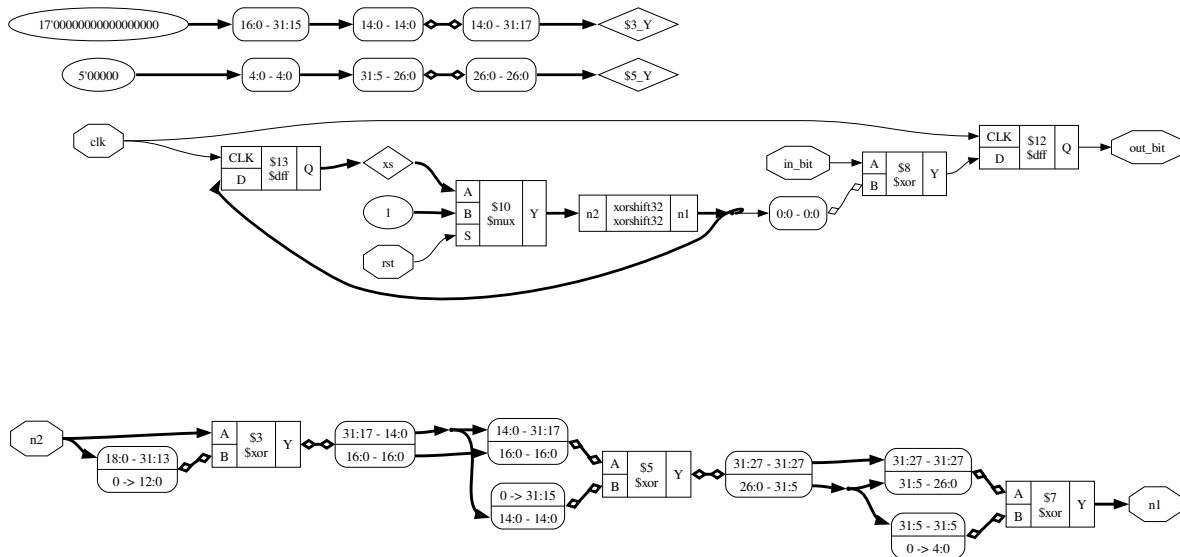 17'00000000000000000 16:0 - 31:15 14:0 - 14:0 14:0 - 31:17 $3_Y
5'00000 4:0 - 4:0 31:5 - 26:0 26:0 - 26:0 $5_Y
clk
CLK
D
$13
$dff
Q
xs
1
rst
A
B
S
$10
$mux
Y
n2
xorshift32
xorshift32
n1
0:0 - 0:0
in_bit
A
B
$8
$xor
Y
CLK
D
$12
$dff
Q
out_bit
n2
18:0 - 31:13
0 -> 12:0
A
B
$3
$xor
Y
31:17 - 14:0
16:0 - 16:0
14:0 - 31:17
16:0 - 16:0
0 -> 31:15
14:0 - 14:0
A
B
$5
$xor
Y
31:27 - 31:27
26:0 - 31:5
31:27 - 31:27
31:5 - 26:0
31:5 - 31:5
0 -> 4:0
A
B
$7
$xor
Y
n1